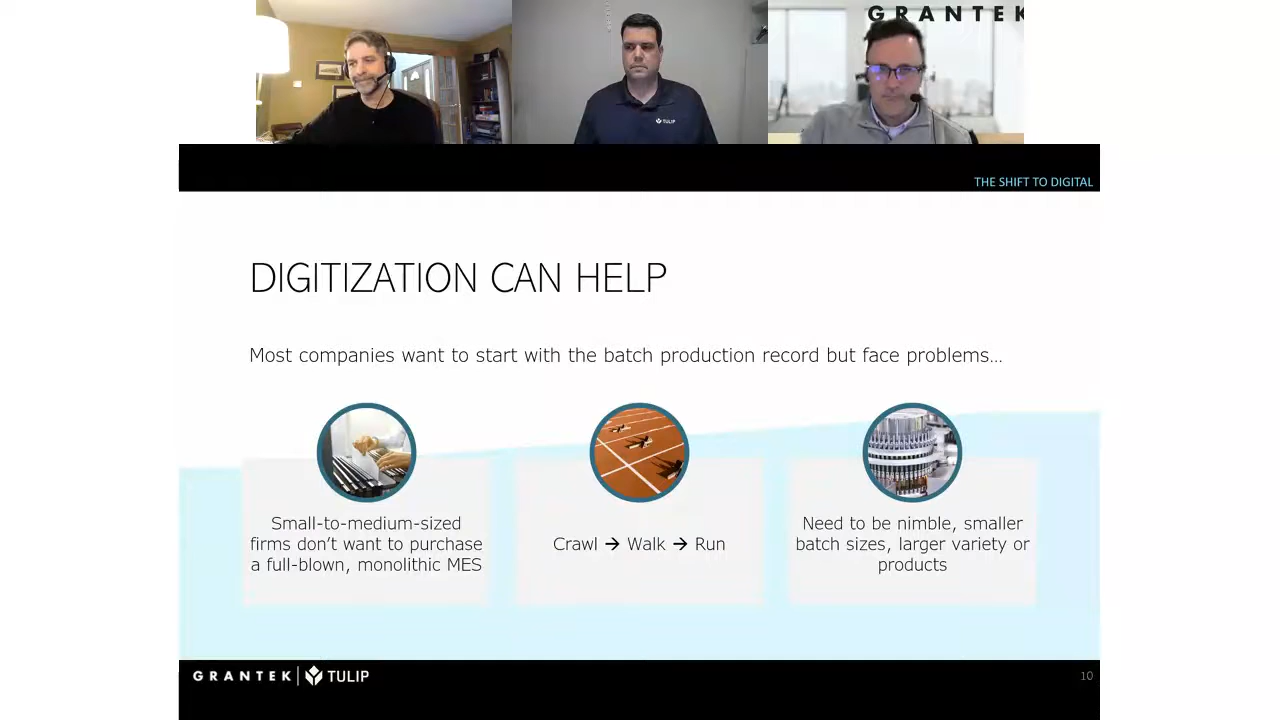 GRANTEK
TULIP
THE SHIFT TO DIGITAL
DIGITIZATION CAN HELP
Most companies want to start with the batch production record but face problems...
Small-to-medium-sized
firms don't want to purchase
a full-blown, monolithic MES
Crawl → Walk → Run
Need to be nimble, smaller
batch sizes, larger variety or
products
GRANTEK | TULIP
10